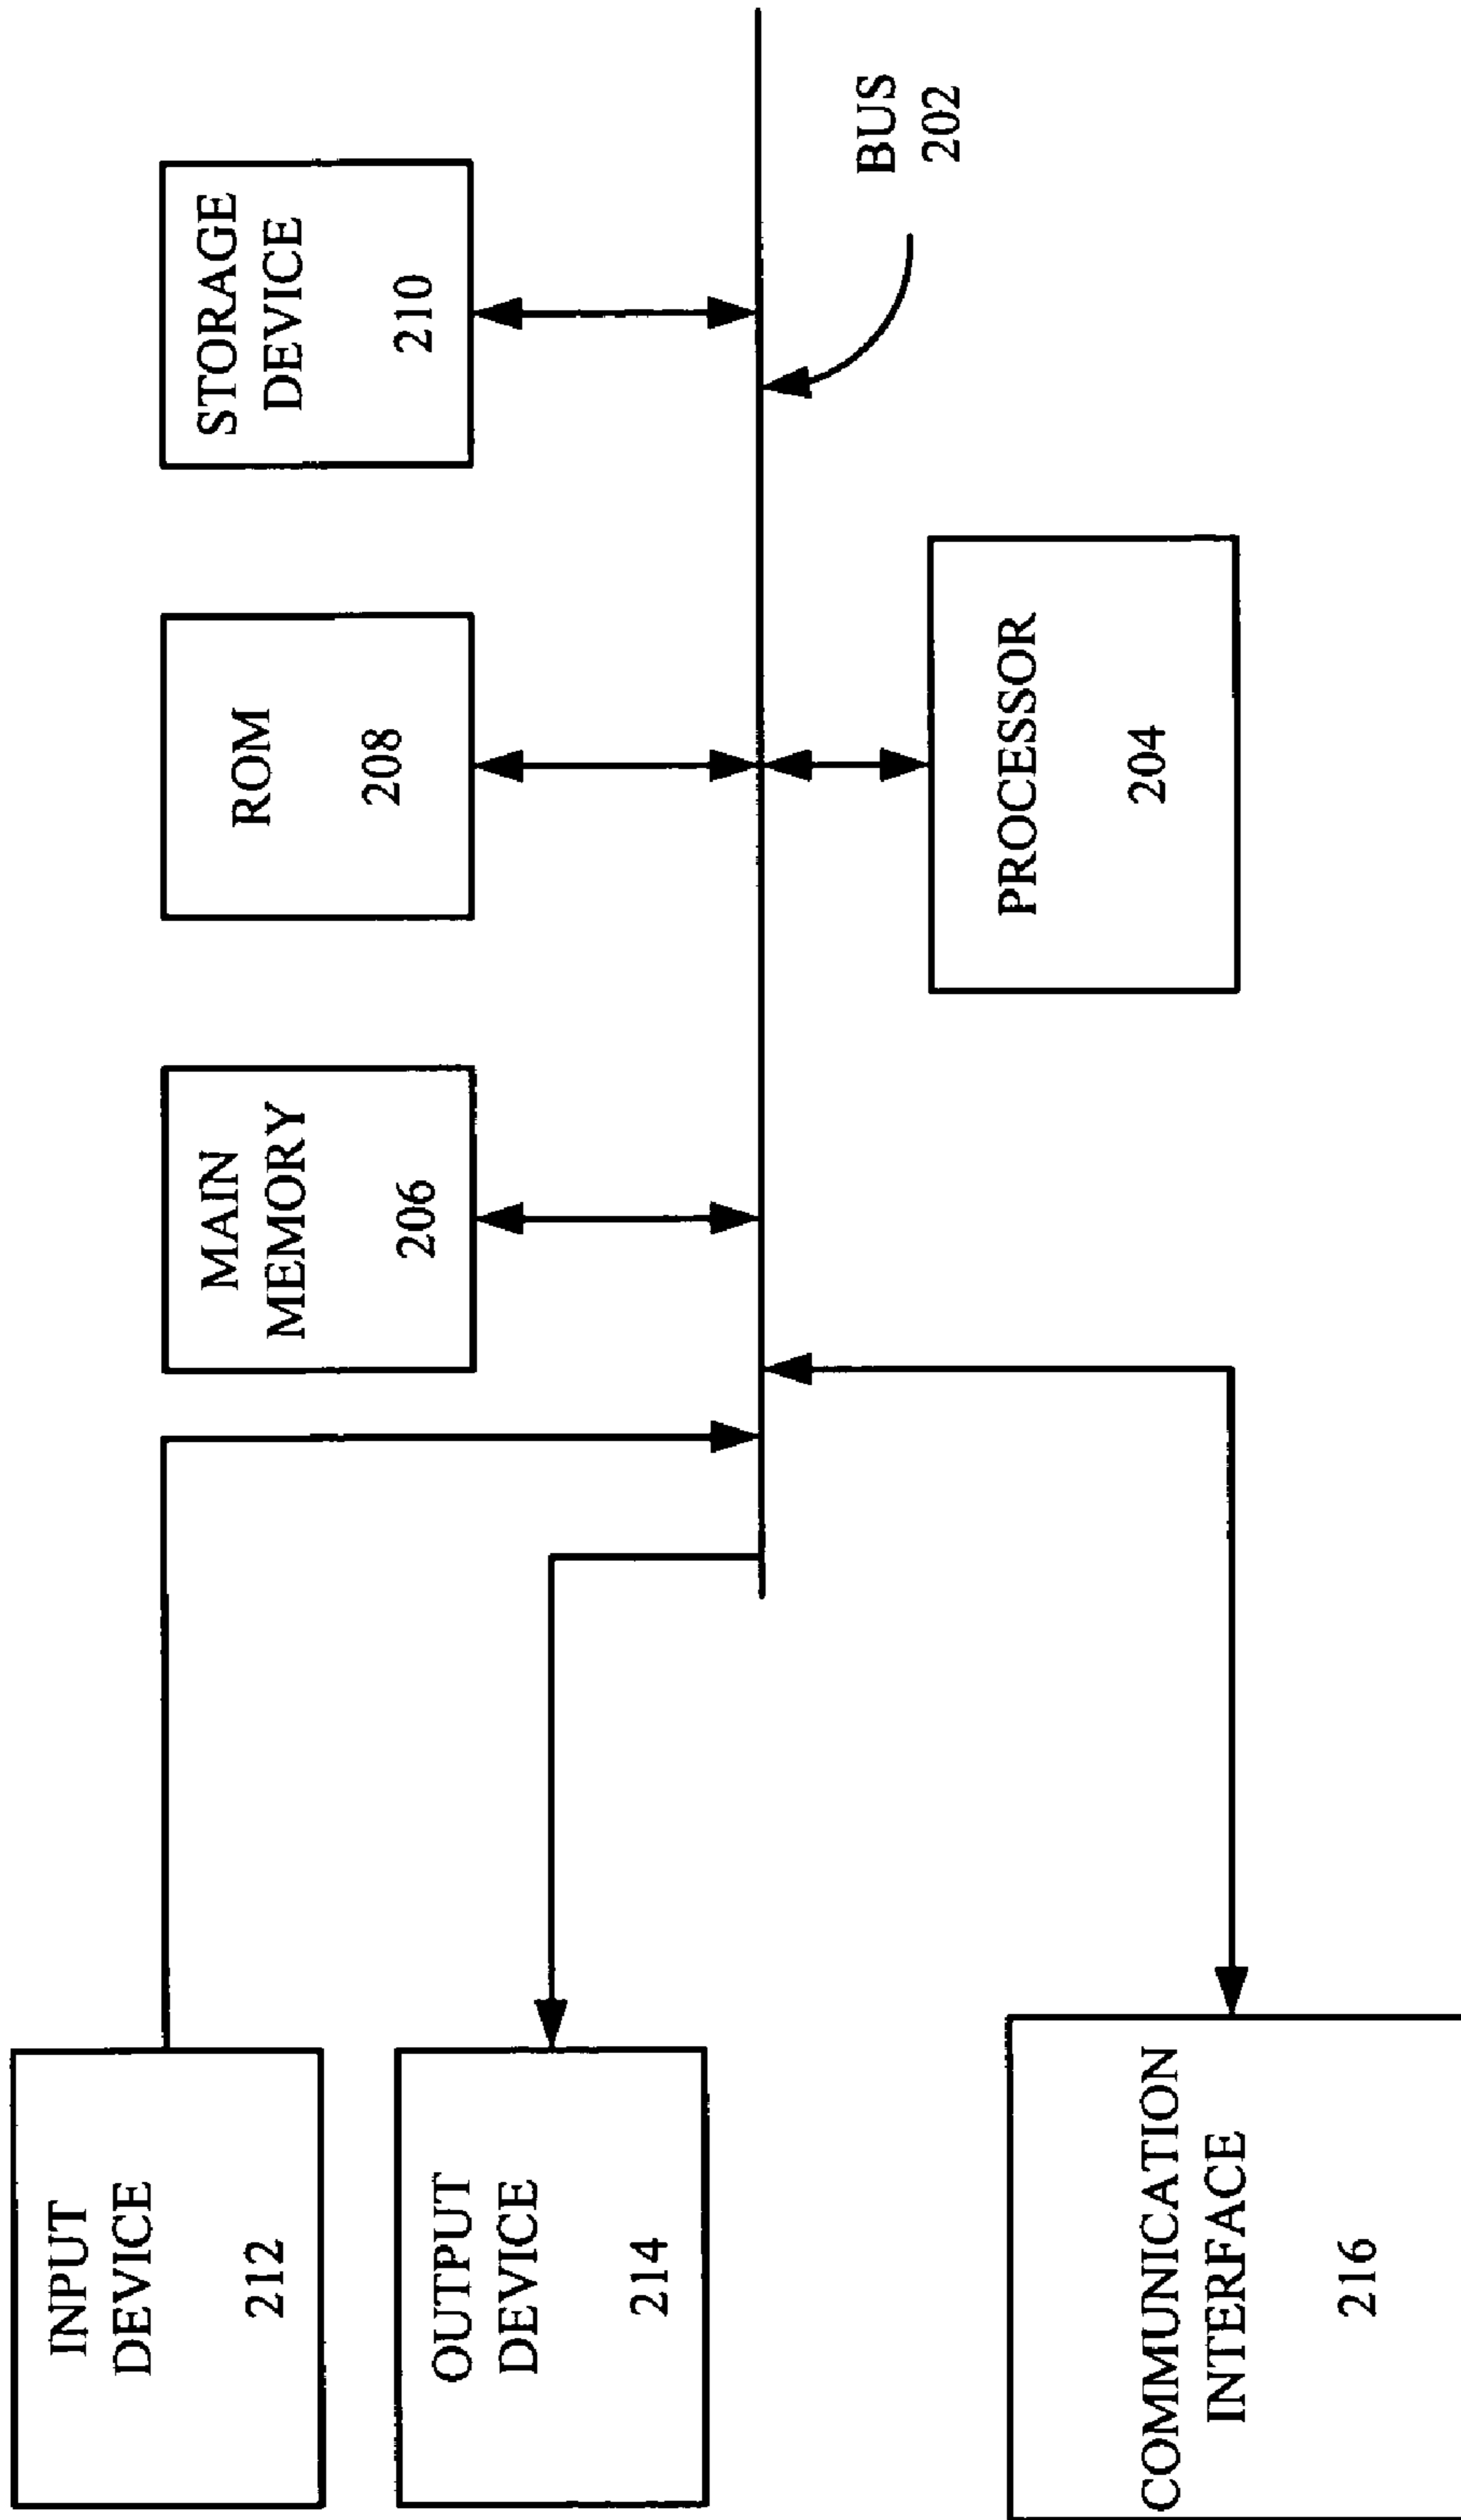 INPUT
DEVICE
212
MAIN
MEMORY
206
ROM
208
STORAGE
DEVICE
210
OUTPUT
DEVICE
214
BUS
202
PROCESSOR
204
COMMUNICATION
INTERFACE
216